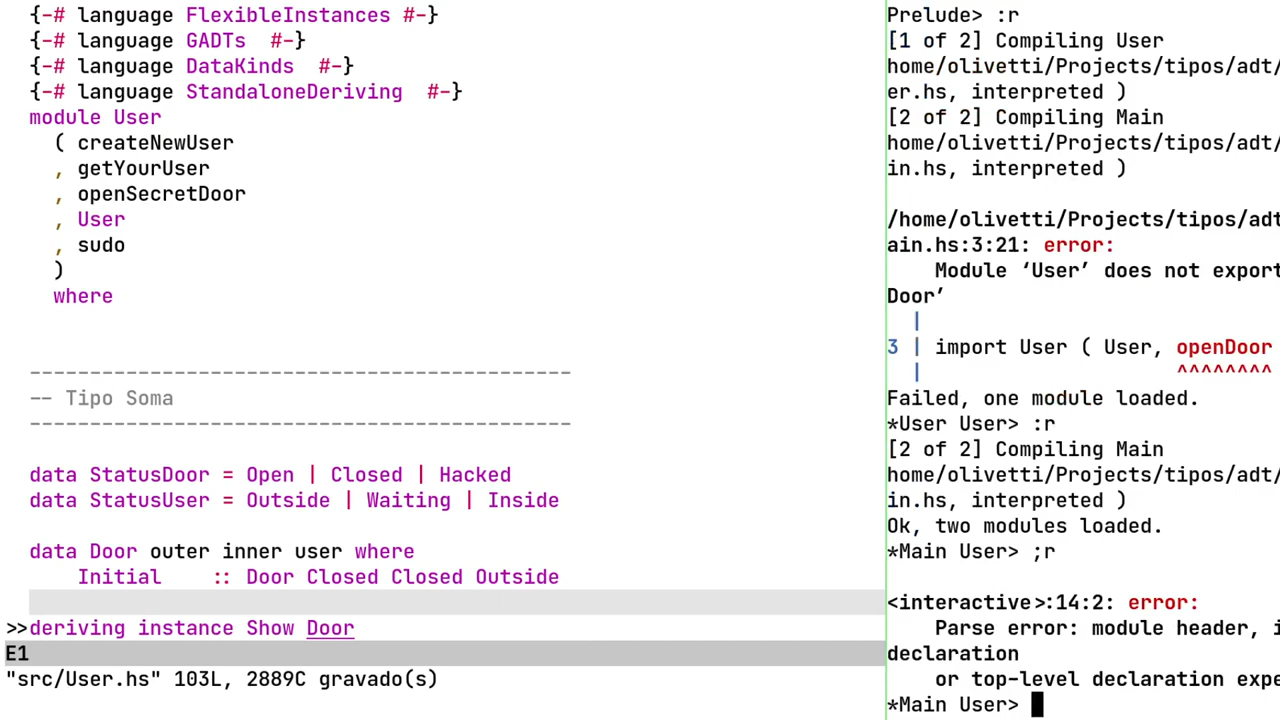 {-# language FlexibleInstances #-}
{-# language GADTs  #-}
{-# language DataKinds  #-}
{-# language StandaloneDeriving  #-}
module User
  ( createNewUser
  , getYourUser
  , openSecretDoor
  , User
  , sudo
  )
  where
---------------------------------------------
-- Tipo Soma
---------------------------------------------
data StatusDoor = Open | Closed | Hacked
data StatusUser = Outside | Waiting | Inside
data Door outer inner user where
    Initial    :: Door Closed Closed Outside
>>deriving instance Show Door
E1
"src/User.hs" 103L, 2889C gravado(s)
Prelude> :r
[1 of 2] Compiling User
home/olivetti/Projects/tipos/adt/
er.hs, interpreted )
[2 of 2] Compiling Main
home/olivetti/Projects/tipos/adt/
in.hs, interpreted )
/home/olivetti/Projects/tipos/adt
ain.hs:3:21: error:
    Module ‘User’ does not export
Door’
  |
3 | import User ( User, openDoor
  |                     ^^^^^^^^
Failed, one module loaded.
*User User> :r
[2 of 2] Compiling Main
home/olivetti/Projects/tipos/adt/
in.hs, interpreted )
Ok, two modules loaded.
*Main User> ;r
<interactive>:14:2: error:
    Parse error: module header, i
declaration
    or top-level declaration expe
*Main User>